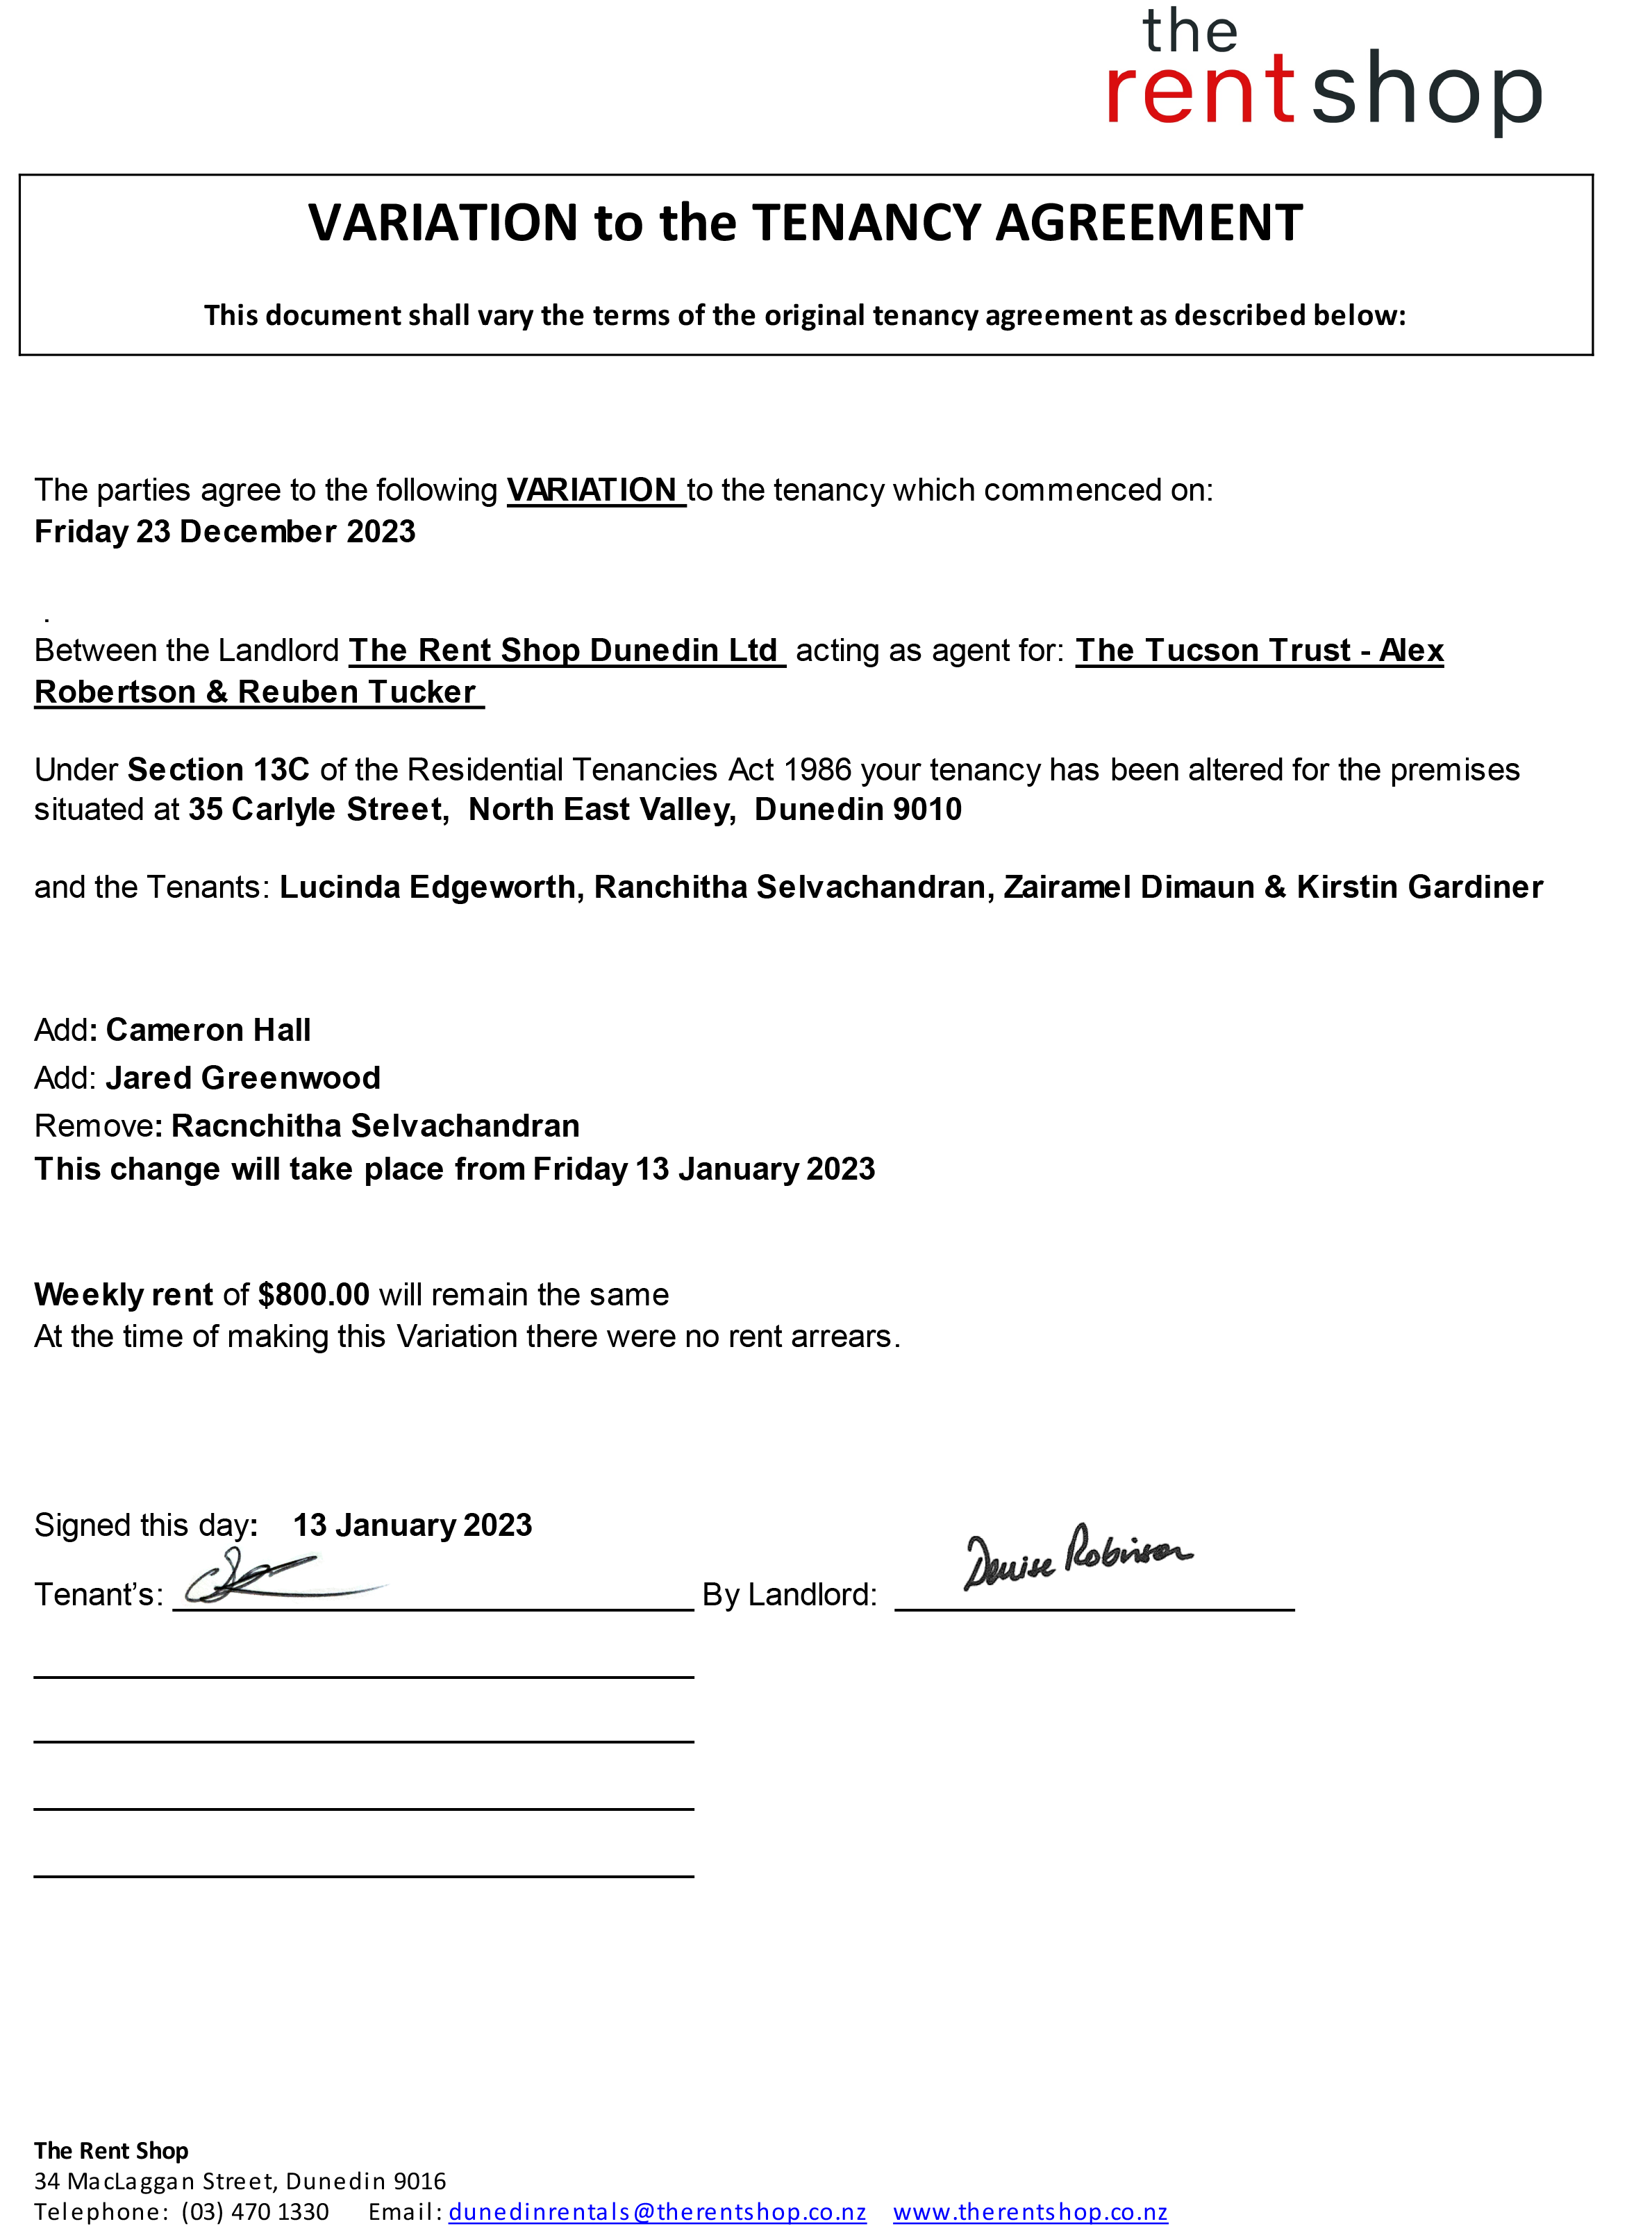 the
rent shop
VARIATION to the TENANCY AGREEMENT
This document shall vary the terms of the original tenancy agreement as described below:
The parties agree to the following VARIATION to the tenancy which commenced on:
Friday 23 December 2023
.
Between the Landlord The Rent Shop Dunedin Ltd acting as agent for: The Tucson Trust - Alex
Robertson & Reuben Tucker
Under Section 13C of the Residential Tenancies Act 1986 your tenancy has been altered for the premises
situated at 35 Carlyle Street, North East Valley, Dunedin 9010
and the Tenants: Lucinda Edgeworth, Ranchitha Selvachandran, Zairamel Dimaun & Kirstin Gardiner
Add: Cameron Hall
Add: Jared Greenwood
Remove: Racnchitha Selvachandran
This change will take place from Friday 13 January 2023
Weekly rent of $800.00 will remain the same
At the time of making this Variation there were no rent arrears.
Signed this day: 13 January 2023
Tenant's: By Landlord: Denise Robinson
The Rent Shop
34 MacLaggan Street, Dunedin 9016
Telephone: (03) 470 1330 Email: dunedinrentals@therentshop.co.nz www.therentshop.co.nz